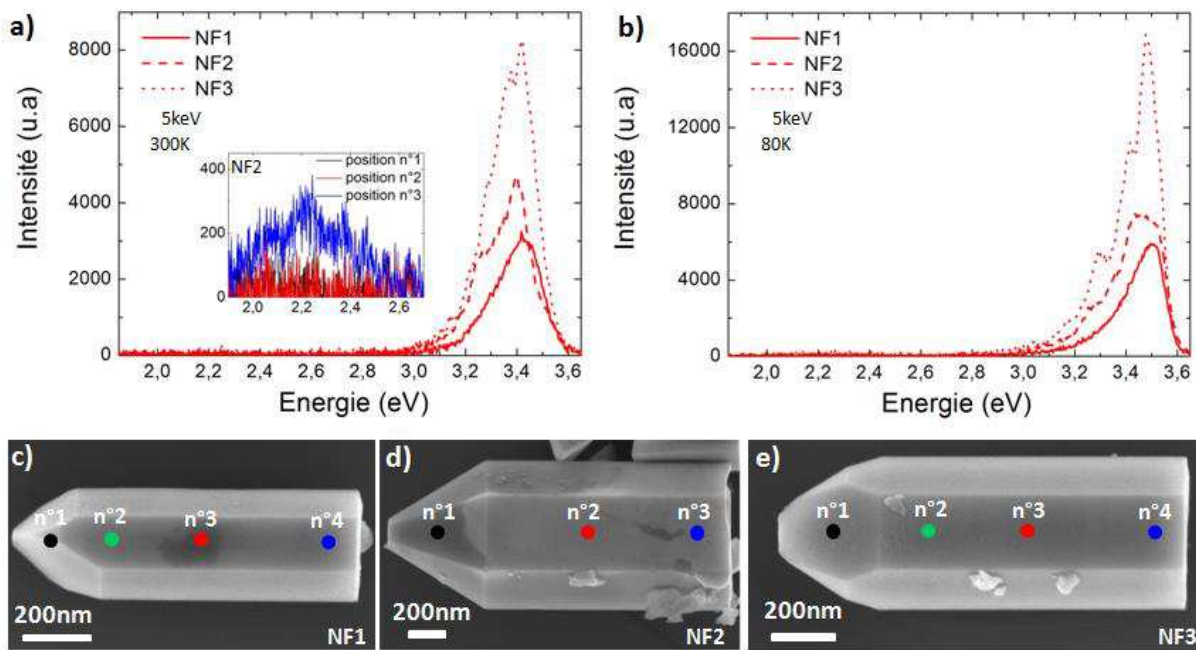 a)
NF1
NF2
NF3
5keV
300K
8000
6000
4000
2000
0
Intensité (u.a)
NF2
position n°1
position n°2
position n°3
400
200
0
2,0 2,2 2,4 2,6
2,0 2,2 2,4 2,6 2,8 3,0 3,2 3,4 3,6
Energie (eV)
b)
NF1
NF2
NF3
5keV
80K
16000
12000
8000
4000
0
Intensité (u.a)
2,0 2,2 2,4 2,6 2,8 3,0 3,2 3,4 3,6
Energie (eV)
c)
n°1 n°2 n°3 n°4
200nm
NF1
d)
n°1 n°2 n°3
200nm
NF2
e)
n°1 n°2 n°3 n°4
200nm
NF3